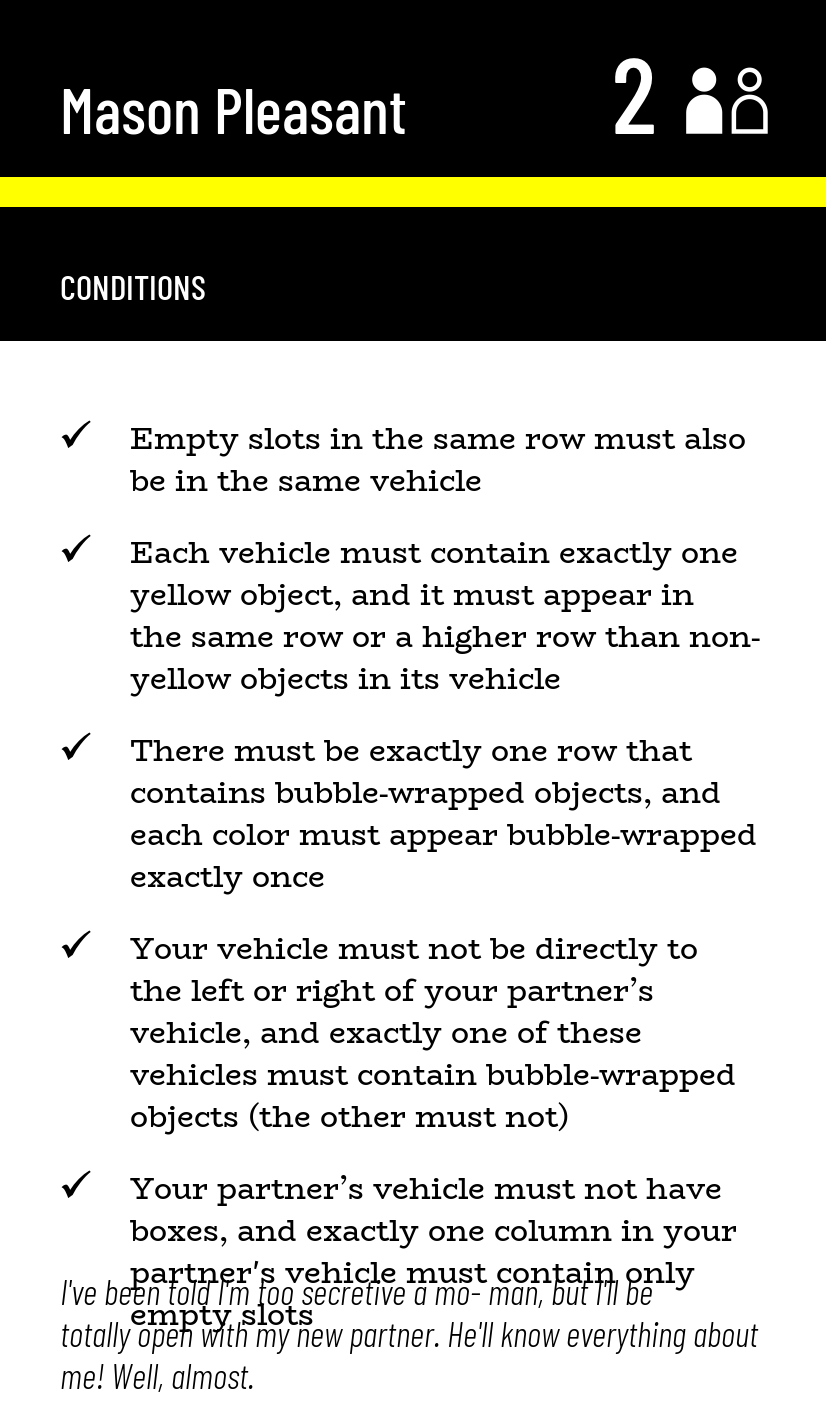 Mason Pleasant 2
CONDITIONS
✓ Empty slots in the same row must also
be in the same vehicle
✓ Each vehicle must contain exactly one
yellow object, and it must appear in
the same row or a higher row than non-
yellow objects in its vehicle
✓ There must be exactly one row that
contains bubble-wrapped objects, and
each color must appear bubble-wrapped
exactly once
✓ Your vehicle must not be directly to
the left or right of your partner’s
vehicle, and exactly one of these
vehicles must contain bubble-wrapped
objects (the other must not)
✓ Your partner’s vehicle must not have
boxes, and exactly one column in your
partner's vehicle must contain only
empty slots
I've been told I'm too secretive a mo- man, but I'll be
totally open with my new partner. He'll know everything about
me! Well, almost.